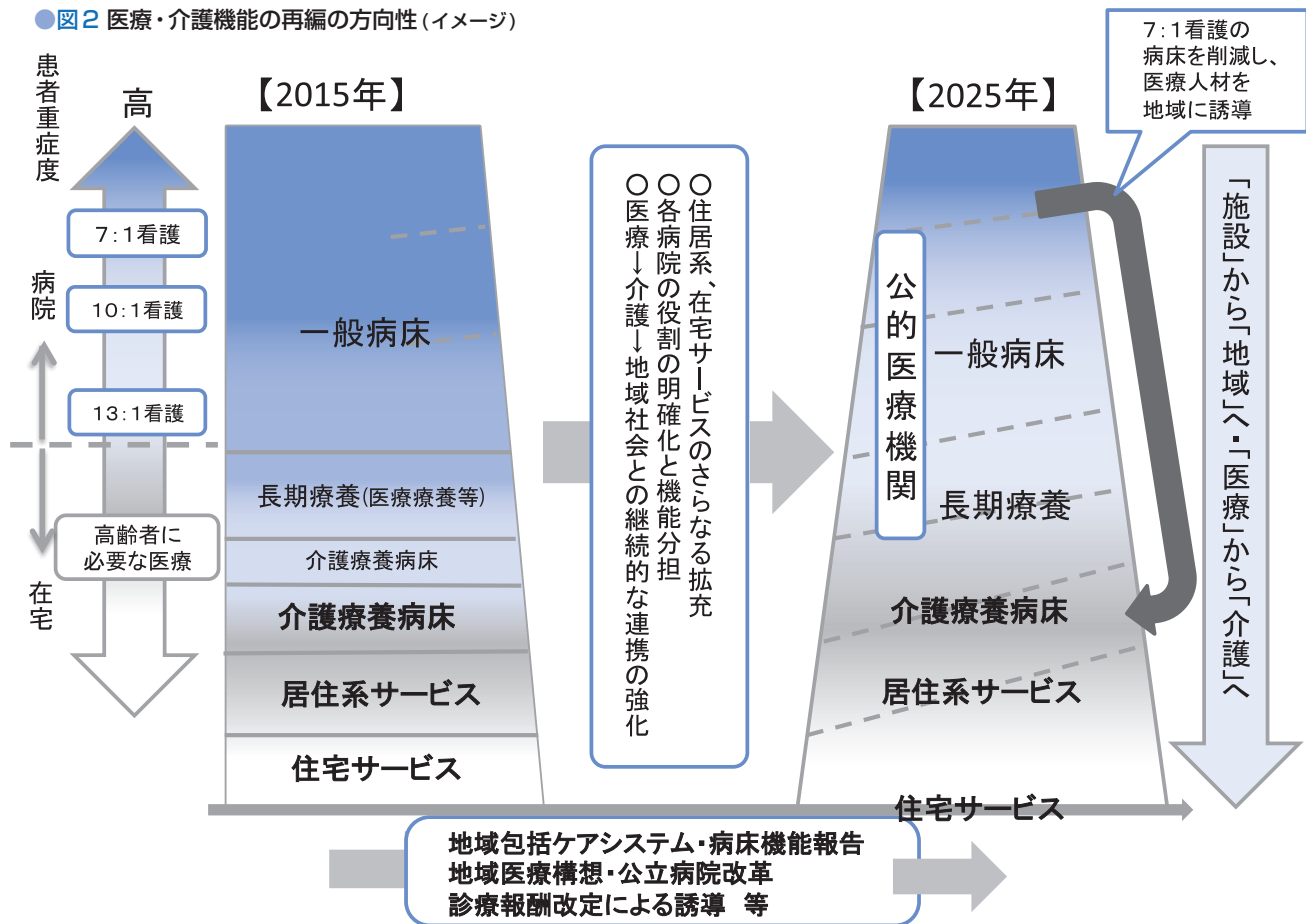 ●図2 医療・介護機能の再編の方向性(イメージ)
患者重症度
高
7:1看護
病院
10:1看護
13:1看護
高齢者に
必要な医療
在宅
【2015年】
一般病床
長期療養(医療療養等)
介護療養病床
介護療養病床
居住系サービス
住宅サービス
○住居系、在宅サービスのさらなる拡充
○各病院の役割の明確化と機能分担
○医療→介護→地域社会との継続的な連携の強化
【2025年】
公的医療機関
一般病床
長期療養
介護療養病床
居住系サービス
住宅サービス
7:1看護の
病床を削減し、
医療人材を
地域に誘導
「施設」から「地域」へ・「医療」から「介護」へ
地域包括ケアシステム・病床機能報告
地域医療構想・公立病院改革
診療報酬改定による誘導 等